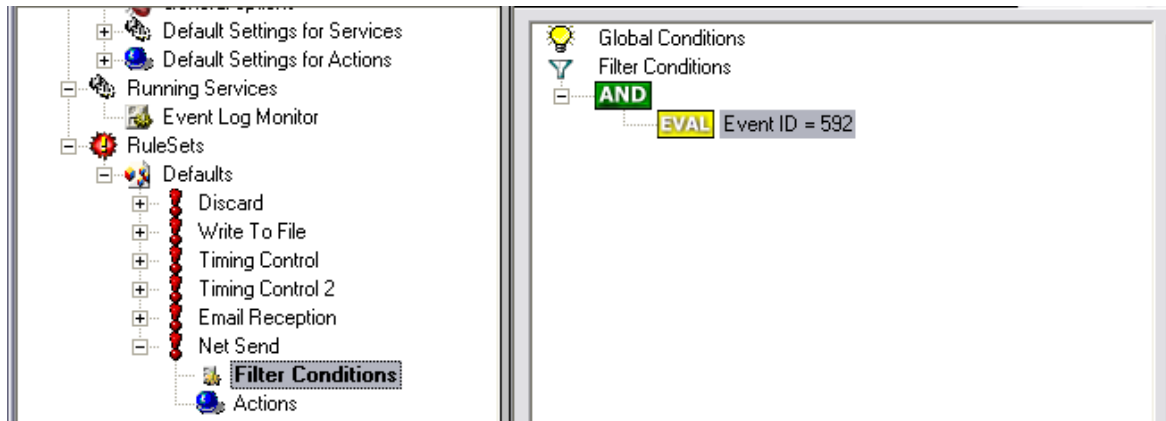 General/Options
Default Settings for Services
Default Settings for Actions
Running Services
Event Log Monitor
RuleSets
Defaults
Discard
Write To File
Timing Control
Timing Control 2
Email Reception
Net Send
Filter Conditions
Actions
Global Conditions
Filter Conditions
AND
EVAL Event ID = 592